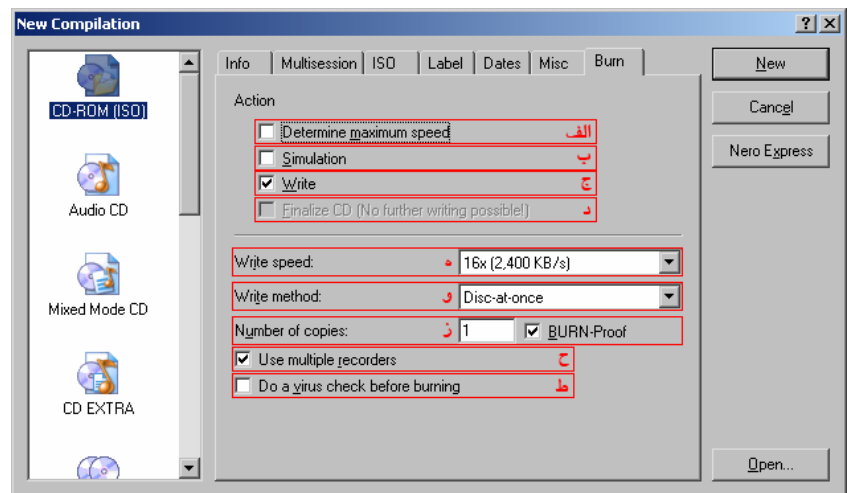 New Compilation
CD-ROM (ISO)
Audio CD
Mixed Mode CD
CD EXTRA
Info Multisession ISO Label Dates Misc Burn
Action
Determine maximum speed الف
Simulation ب
Write ج
Finalize CD (No further writing possible!) د
Write speed: ه 16x (2,400 KB/s)
Write method: و Disc-at-once
Number of copies: ز 1 BURN-Proof
Use multiple recorders ح
Do a virus check before burning ط
New
Cancel
Nero Express
Open...